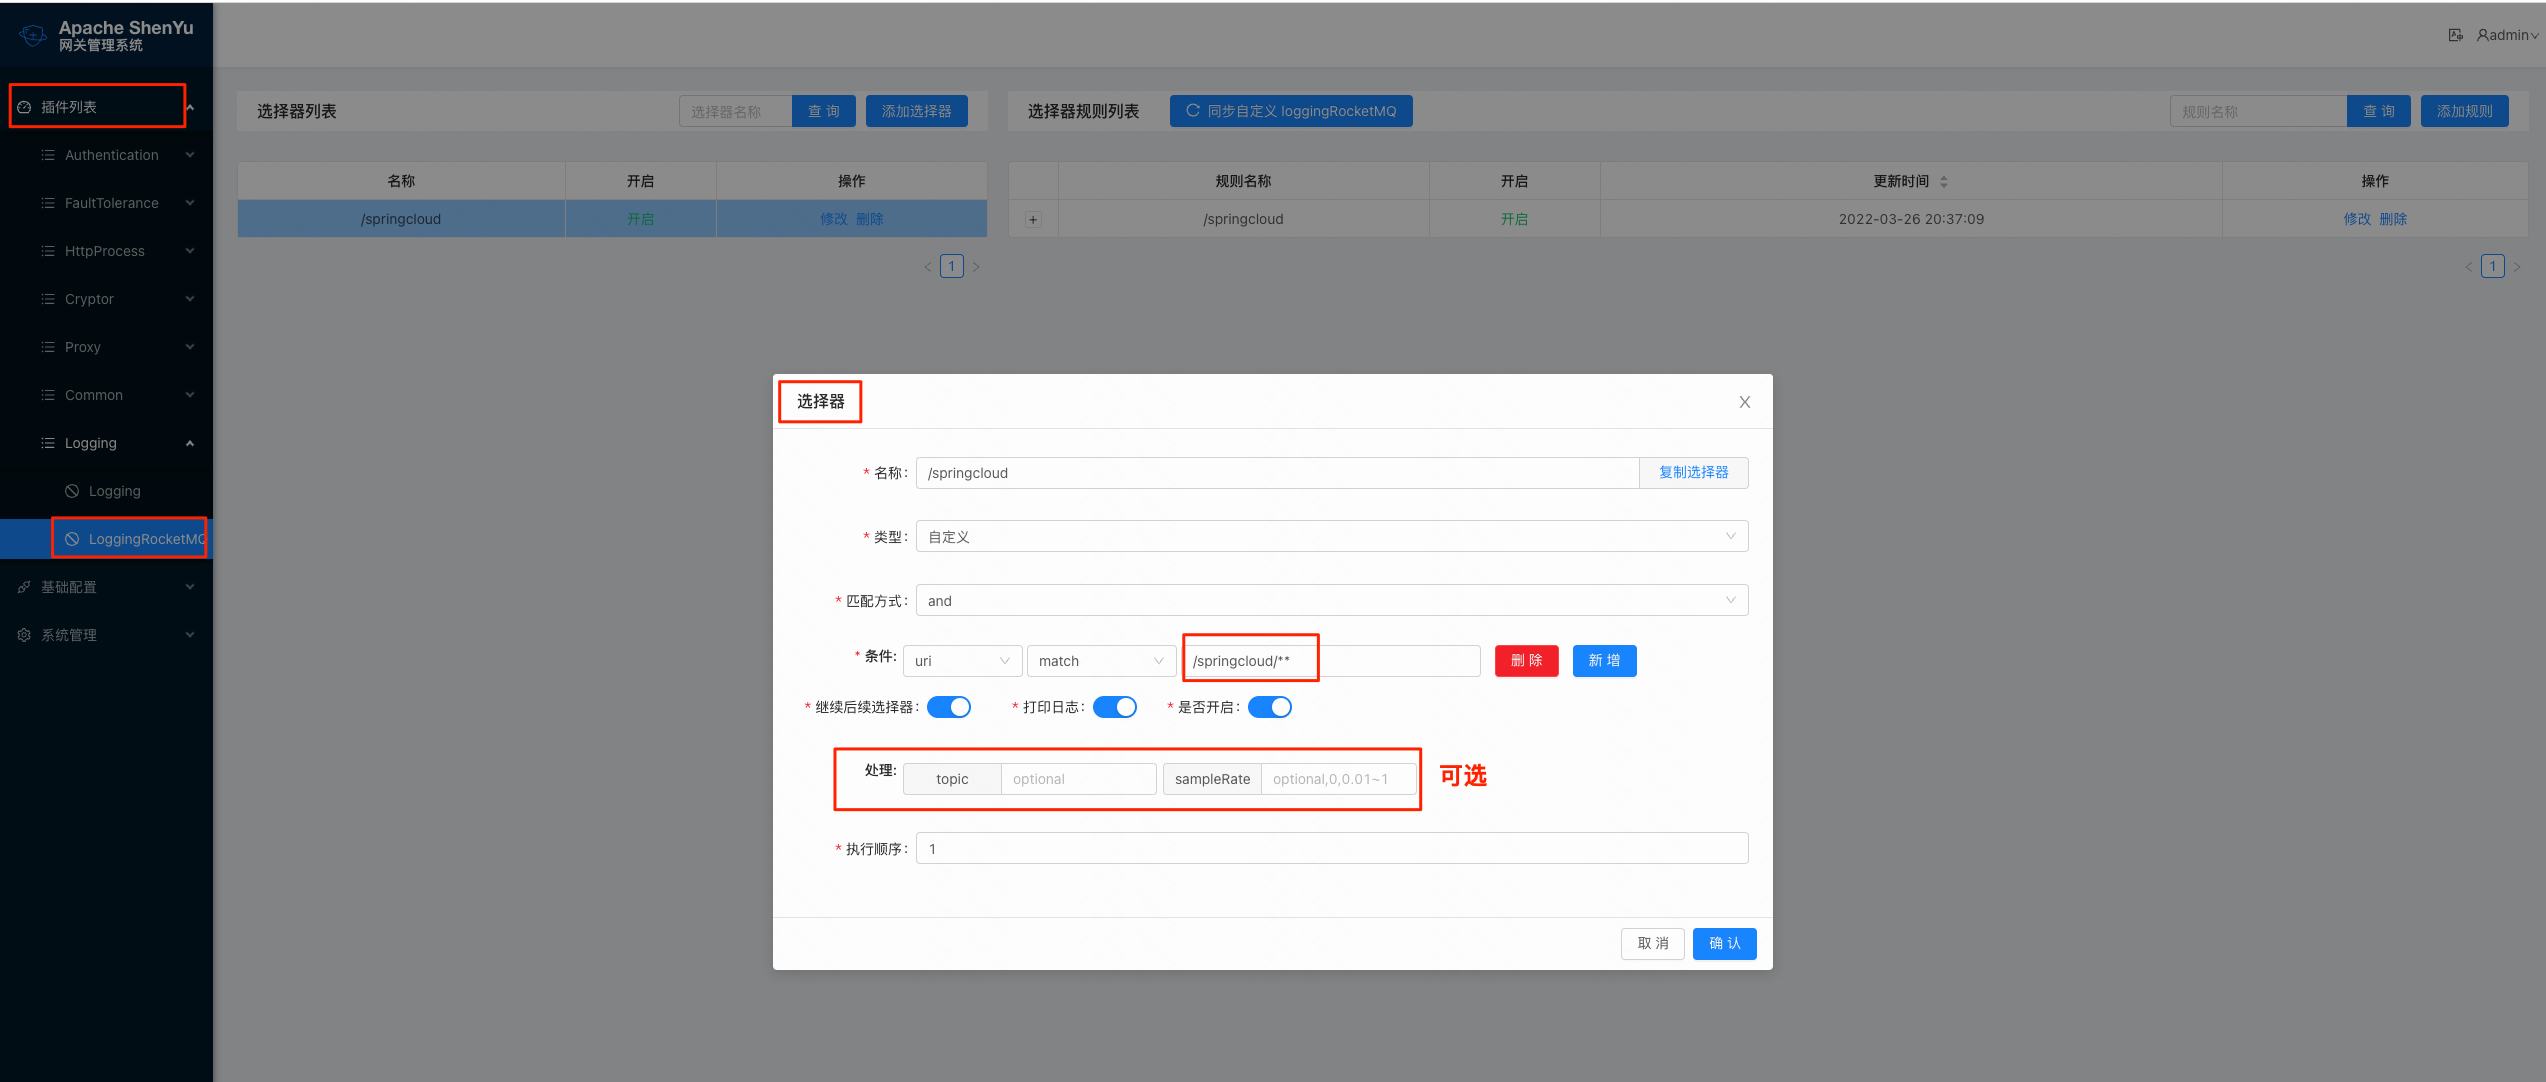 Apache ShenYu
网关管理系统
admin
插件列表
Authentication
FaultTolerance
HttpProcess
Cryptor
Proxy
Common
Logging
Logging
LoggingRocketMQ
基础配置
系统管理
选择器列表
选择器名称
查 询
添加选择器
名称 开启 操作
/springcloud 开启 修改 删除
1
选择器规则列表
同步自定义 loggingRocketMQ
规则名称
查 询
添加规则
规则名称 开启 更新时间 操作
+ /springcloud 开启 2022-03-26 20:37:09 修改 删除
1
选择器
X
* 名称: /springcloud 复制选择器
* 类型: 自定义
* 匹配方式: and
* 条件: uri match /springcloud/** 删 除 新 增
* 继续后续选择器: * 打印日志: * 是否开启:
处理: topic optional sampleRate optional,0,0.01~1 可选
* 执行顺序: 1
取 消 确 认